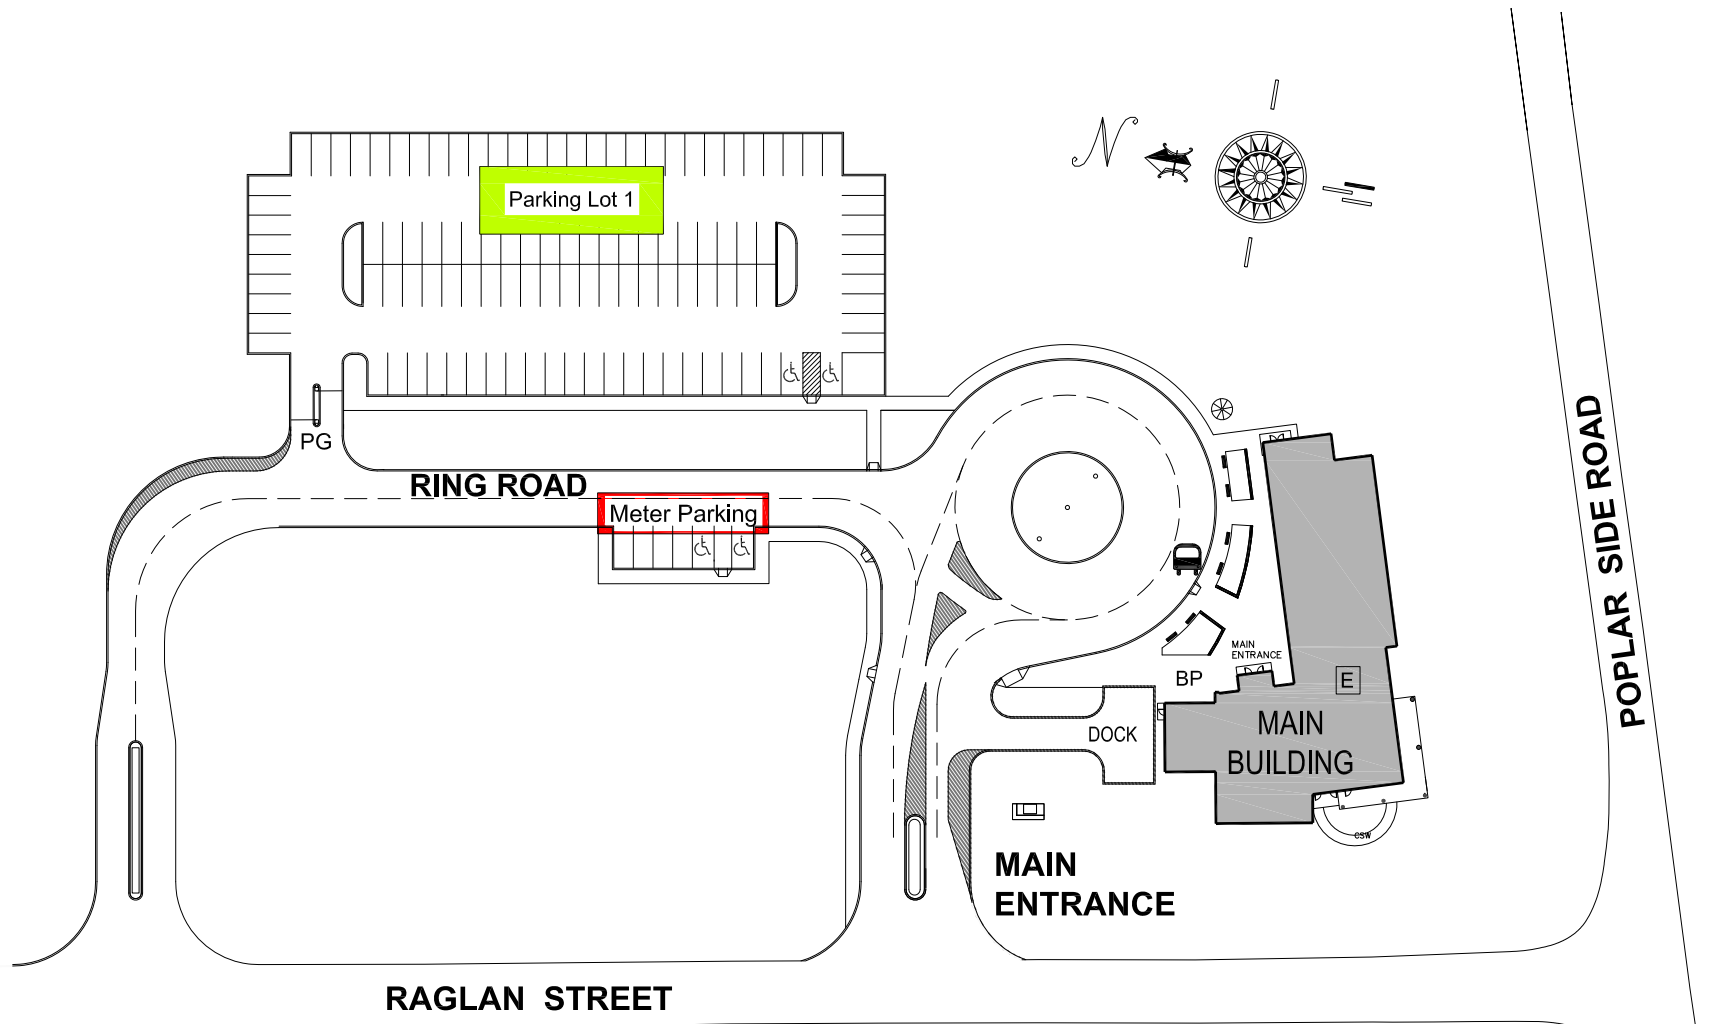 N
Parking Lot 1
PG
RING ROAD
Meter Parking
POPLAR SIDE ROAD
MAIN
ENTRANCE
BP
E
MAIN
BUILDING
DOCK
CSW
MAIN
ENTRANCE
RAGLAN STREET